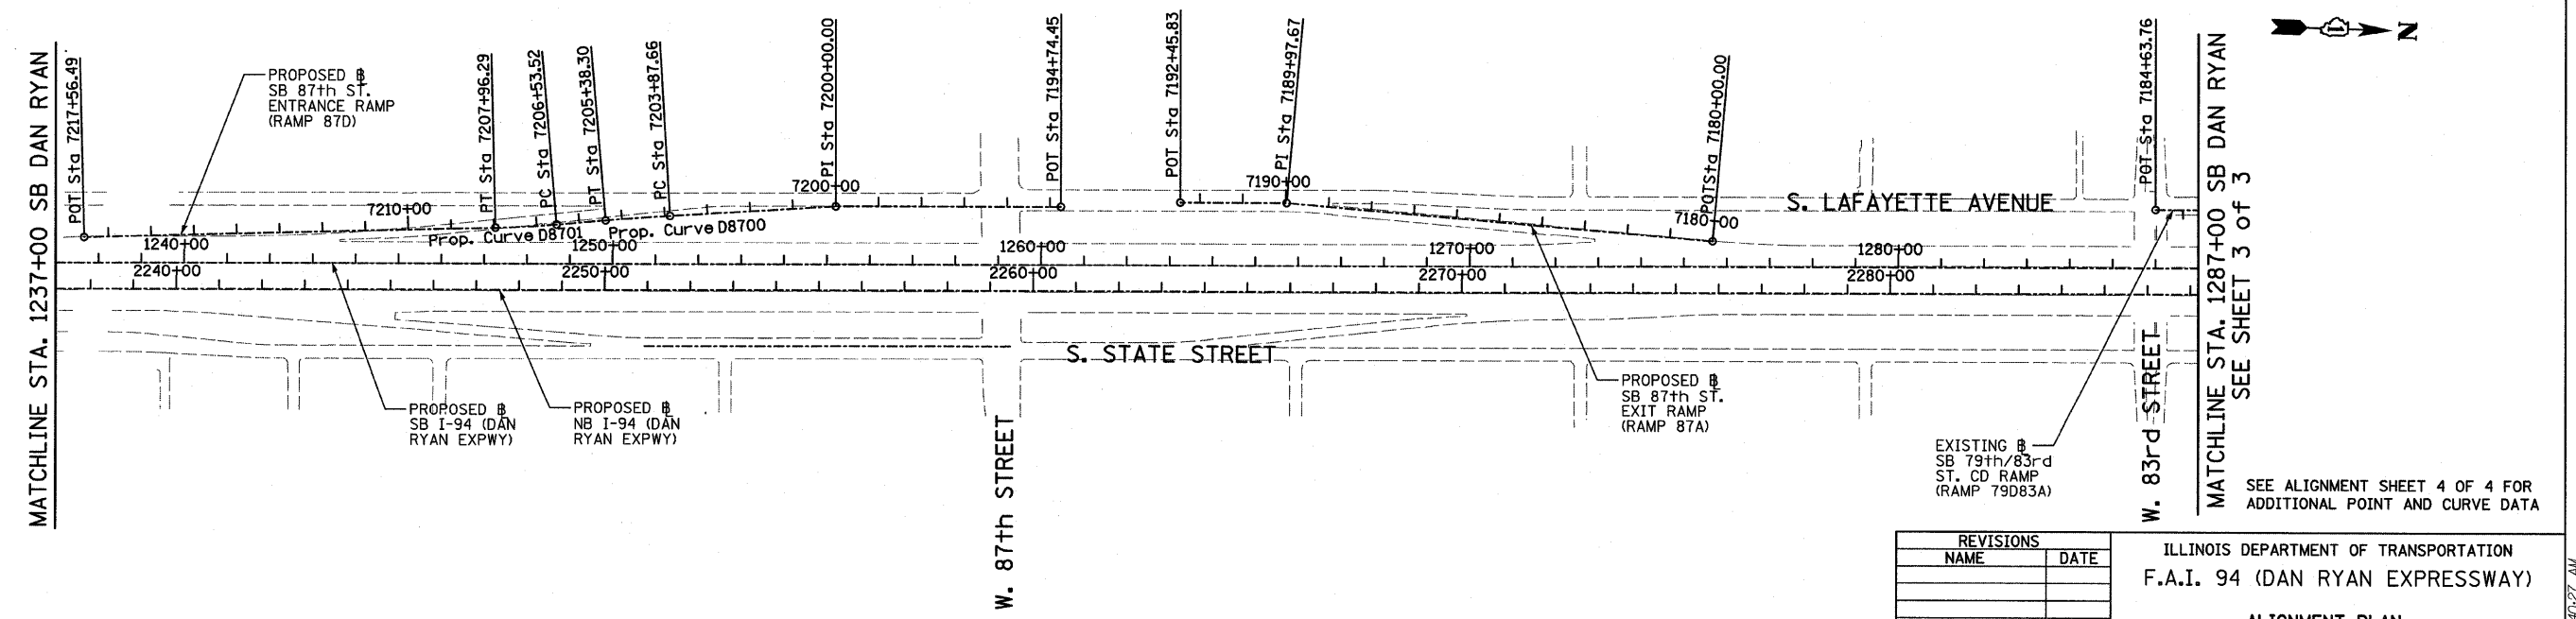 MATCHLINE STA. 1237+00 SB DAN RYAN
POT Sta 7217+56.49
PROPOSED B̲L
SB 87th ST.
ENTRANCE RAMP
(RAMP 87D)
PT Sta 7207+96.29
PC Sta 7206+53.52
PT Sta 7205+38.30
PC Sta 7203+87.66
PI Sta 7200+00.00
POT Sta 7194+74.45
POT Sta 7192+45.83
PI Sta 7189+97.67
POTSta 7180+00.00
POT Sta 7184+63.76
N
7210+00
7200+00
7190+00
7180+00
S. LAFAYETTE AVENUE
Prop. Curve D8701
Prop. Curve D8700
1240+00
1250+00
1260+00
1270+00
1280+00
2240+00
2250+00
2260+00
2270+00
2280+00
S. STATE STREET
PROPOSED BL
SB I-94 (DAN
RYAN EXPWY)
PROPOSED BL
NB I-94 (DAN
RYAN EXPWY)
W. 87th STREET
PROPOSED BL
SB 87th ST.
EXIT RAMP
(RAMP 87A)
EXISTING BL
SB 79th/83rd
ST. CD RAMP
(RAMP 79D83A)
W. 83rd STREET
MATCHLINE STA. 1287+00 SB DAN RYAN
SEE SHEET 3 of 3
SEE ALIGNMENT SHEET 4 OF 4 FOR
ADDITIONAL POINT AND CURVE DATA
REVISIONS
NAME DATE
ILLINOIS DEPARTMENT OF TRANSPORTATION
F.A.I. 94 (DAN RYAN EXPRESSWAY)
ALIGNMENT PLAN